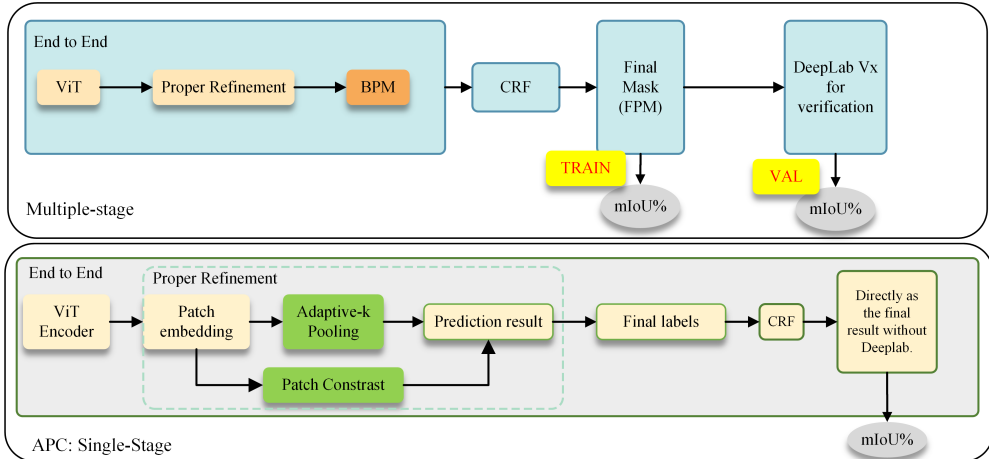 End to End
ViT
Proper Refinement
BPM
CRF
Final
Mask
(FPM)
DeepLab Vx
for
verification
TRAIN
VAL
mIoU%
mIoU%
Multiple-stage
End to End
Proper Refinement
ViT
Encoder
Patch
embedding
Adaptive-k
Pooling
Prediction result
Final labels
CRF
Directly as
the final
result without
Deeplab.
Patch Constrast
mIoU%
APC: Single-Stage